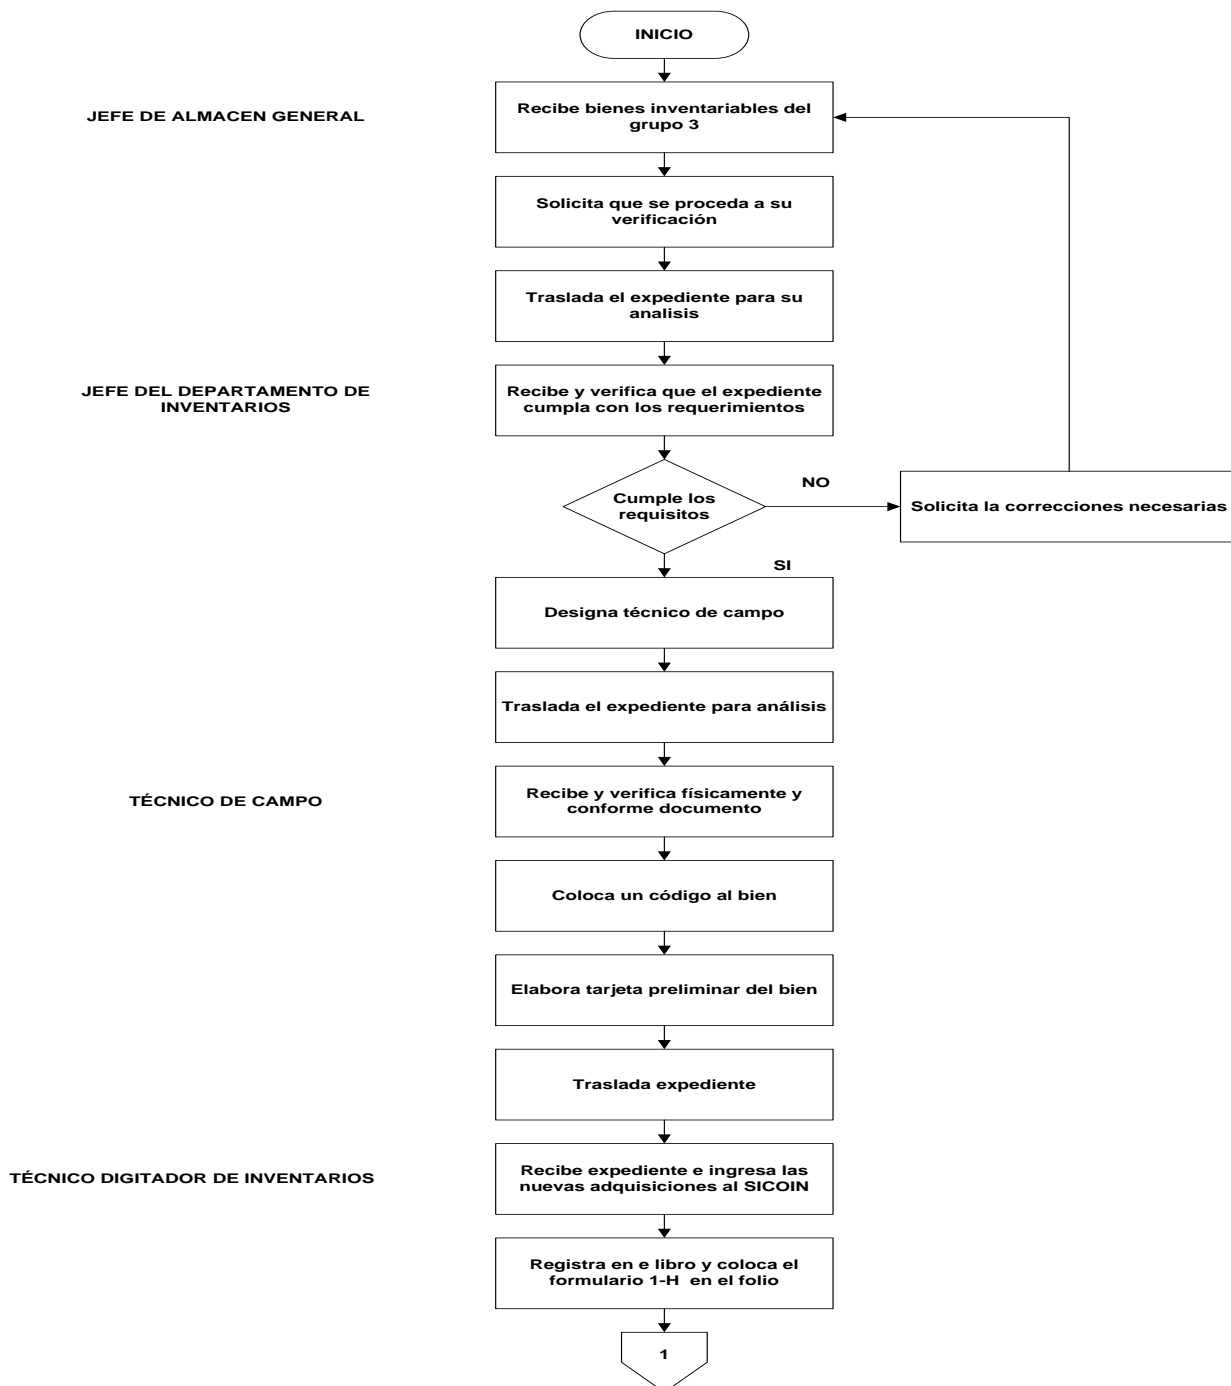 INICIO
JEFE DE ALMACEN GENERAL
Recibe bienes inventariables del
grupo 3
Solicita que se proceda a su
verificación
Traslada el expediente para su
analisis
JEFE DEL DEPARTAMENTO DE
INVENTARIOS
Recibe y verifica que el expediente
cumpla con los requerimientos
Cumple los
requisitos
NO
Solicita la correcciones necesarias
SI
Designa técnico de campo
Traslada el expediente para análisis
TÉCNICO DE CAMPO
Recibe y verifica físicamente y
conforme documento
Coloca un código al bien
Elabora tarjeta preliminar del bien
Traslada expediente
TÉCNICO DIGITADOR DE INVENTARIOS
Recibe expediente e ingresa las
nuevas adquisiciones al SICOIN
Registra en e libro y coloca el
formulario 1-H en el folio
1